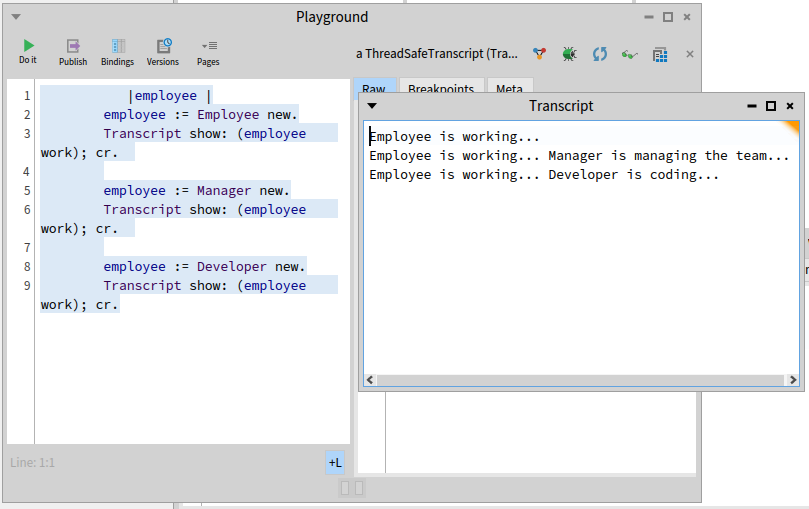 Playground
Do it
Publish
Bindings
Versions
Pages
a ThreadSafeTranscript (Tra...
Raw
Breakpoints
Meta
1 |employee |
2 employee := Employee new.
3 Transcript show: (employee
work); cr.
4
5 employee := Manager new.
6 Transcript show: (employee
work); cr.
7
8 employee := Developer new.
9 Transcript show: (employee
work); cr.
Line: 1:1
+L
Transcript
Employee is working...
Employee is working... Manager is managing the team...
Employee is working... Developer is coding...